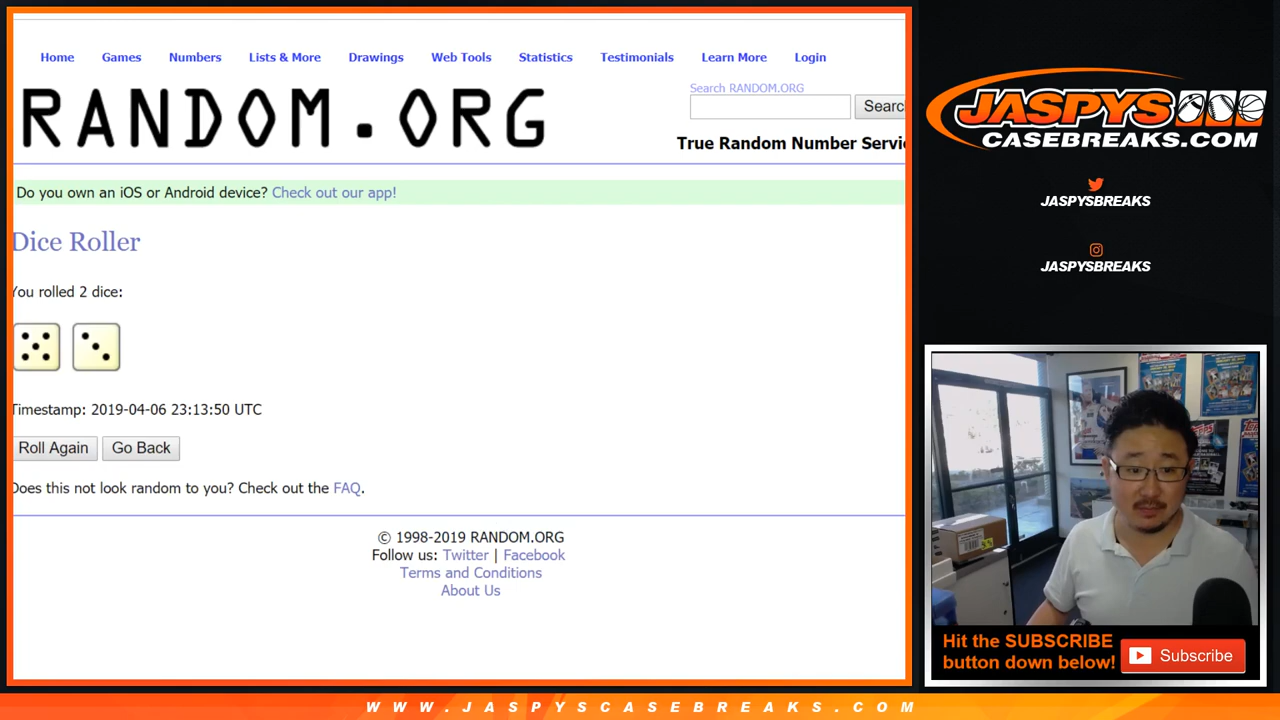 Home Games Numbers Lists & More Drawings Web Tools Statistics Testimonials Learn More Login
Search RANDOM.ORG
Searc
RANDOM.ORG
True Random Number Servi
Do you own an iOS or Android device? Check out our app!
Dice Roller
You rolled 2 dice:
Timestamp: 2019-04-06 23:13:50 UTC
Roll Again Go Back
Does this not look random to you? Check out the FAQ.
© 1998-2019 RANDOM.ORG
Follow us: Twitter | Facebook
Terms and Conditions
About Us
JASPYS
CASEBREAKS.COM
JASPYSBREAKS
JASPYSBREAKS
Hit the SUBSCRIBE
button down below!
Subscribe
WWW.JASPYSCASEBREAKS.COM